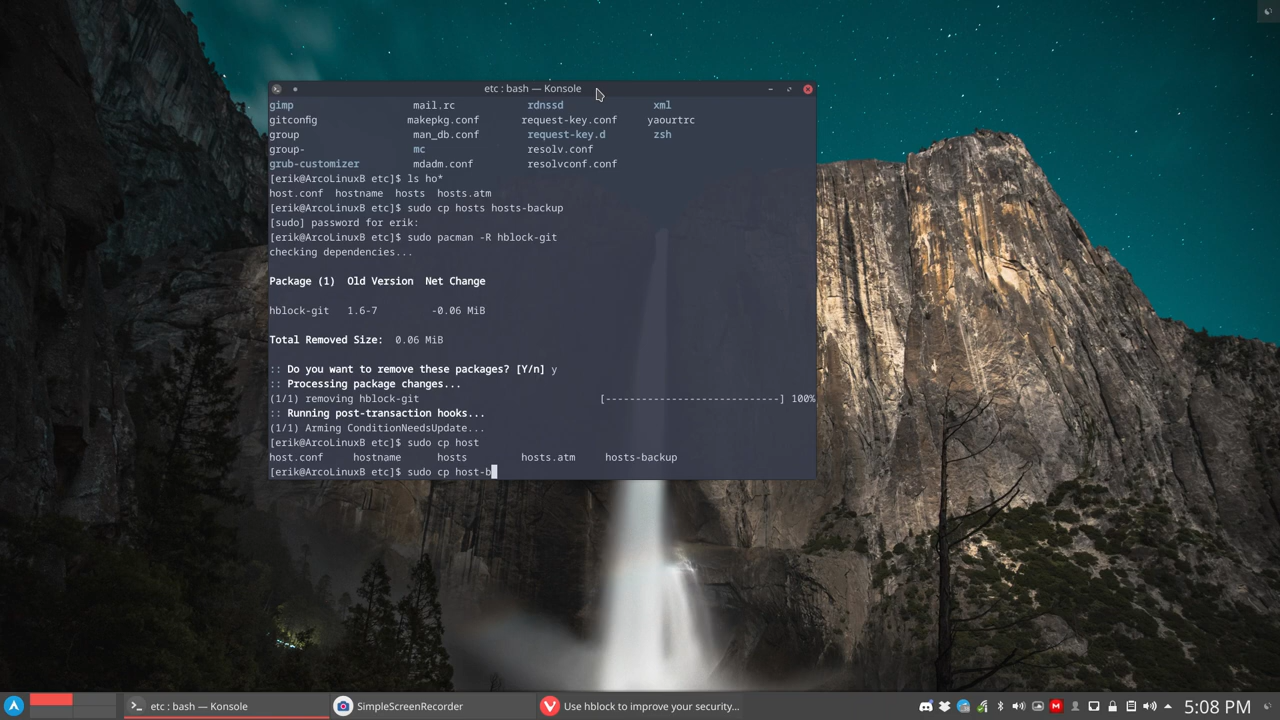 etc : bash — Konsole
gimp mail.rc rdnssd xml
gitconfig makepkg.conf request-key.conf yaourtrc
group man_db.conf request-key.d zsh
group- mc resolv.conf
grub-customizer mdadm.conf resolvconf.conf
[erik@ArcoLinuxB etc]$ ls ho*
host.conf hostname hosts hosts.atm
[erik@ArcoLinuxB etc]$ sudo cp hosts hosts-backup
[sudo] password for erik:
[erik@ArcoLinuxB etc]$ sudo pacman -R hblock-git
checking dependencies...
Package (1) Old Version Net Change
hblock-git 1.6-7 -0.06 MiB
Total Removed Size: 0.06 MiB
:: Do you want to remove these packages? [Y/n] y
:: Processing package changes...
(1/1) removing hblock-git [----------------------------] 100%
:: Running post-transaction hooks...
(1/1) Arming ConditionNeedsUpdate...
[erik@ArcoLinuxB etc]$ sudo cp host
host.conf hostname hosts hosts.atm hosts-backup
[erik@ArcoLinuxB etc]$ sudo cp host-b
etc : bash — Konsole SimpleScreenRecorder Use hblock to improve your security... 5:08 PM